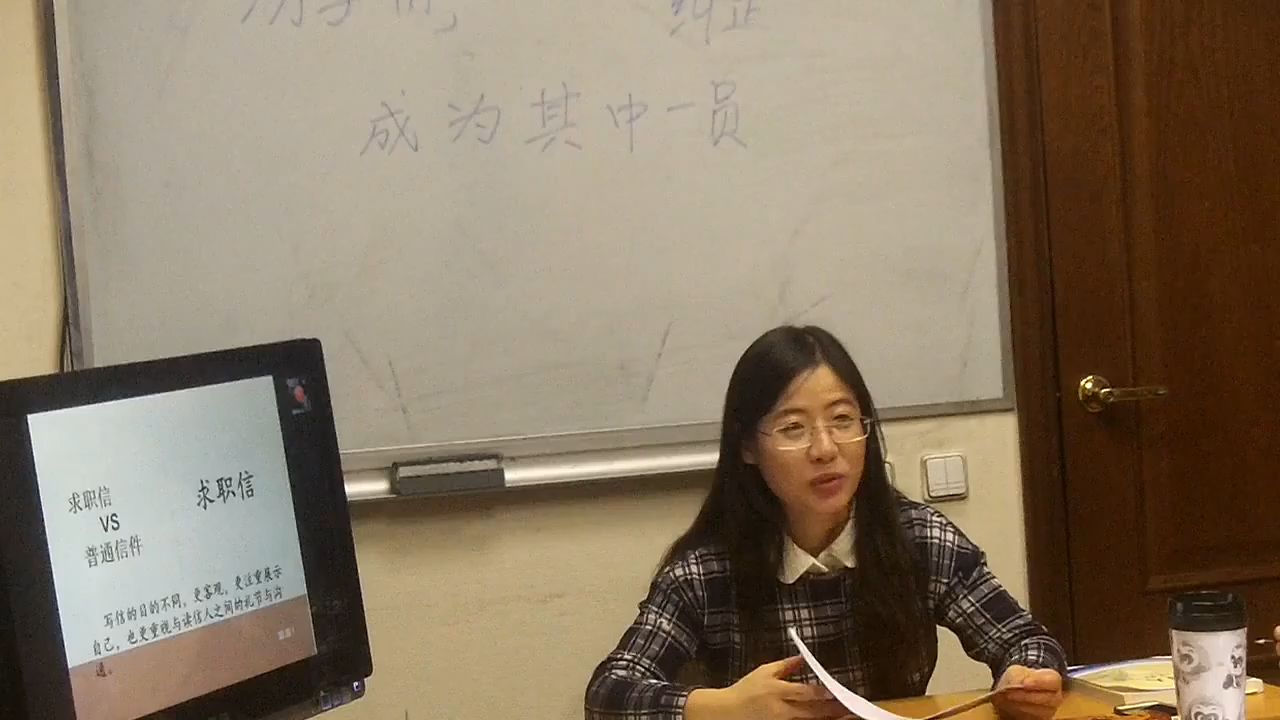 纠正
成为其中一员
求职信
求职信
VS
普通信件
写信的目的不同，更客观，更注重展示
自己，也更重视与读信人之间的礼节与沟
通。